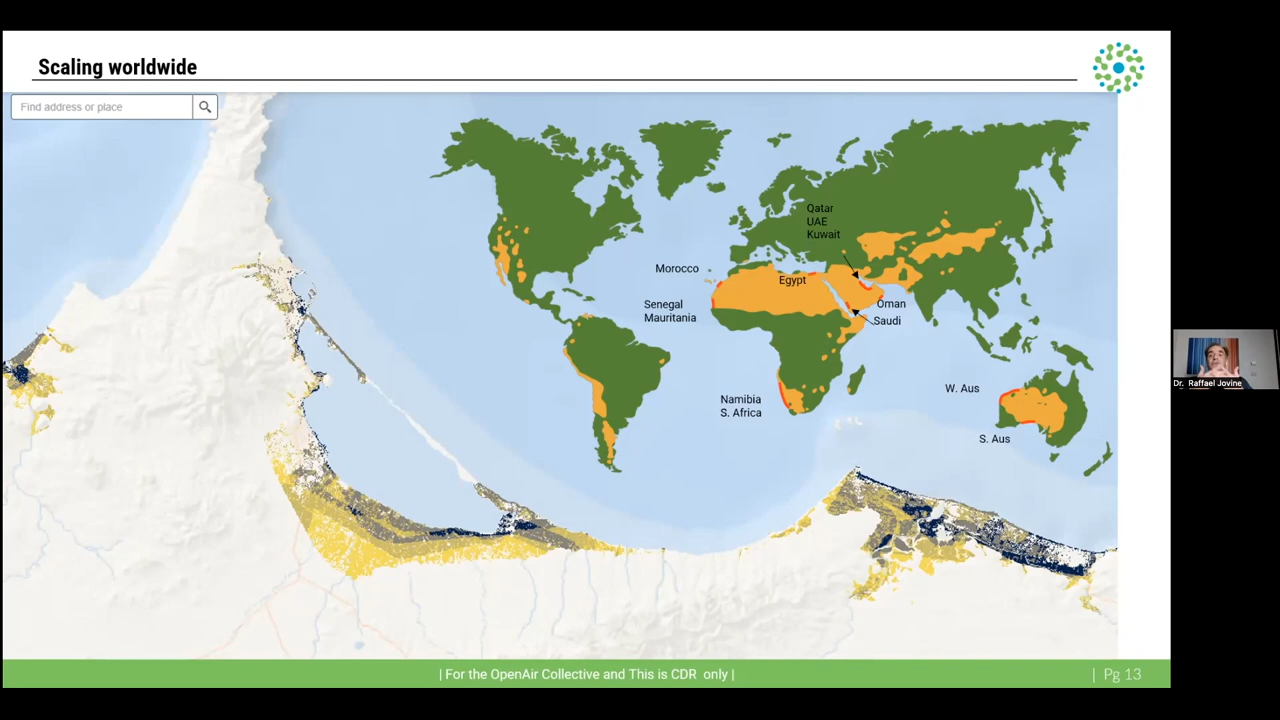 Scaling worldwide
Find address or place
Qatar
UAE
Kuwait
Morocco
Egypt
Senegal
Mauritania
Oman
Saudi
W. Aus
Namibia
S. Africa
S. Aus
Dr. Raffael Jovine
| For the OpenAir Collective and This is CDR only |
| Pg 13